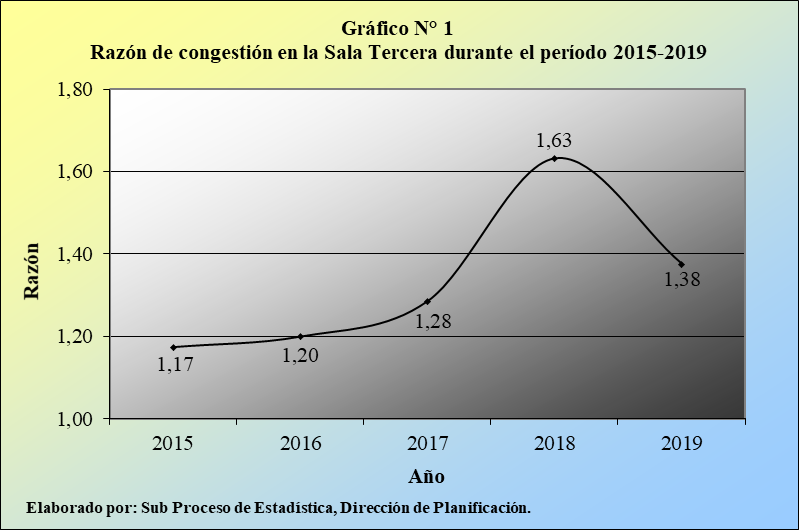 Gráfico N° 1
Razón de congestión en la Sala Tercera durante el período 2015-2019
1,80
1,63
1,60
1,40
1,38
Razón
1,28
1,20
1,20
1,17
1,00
2015 2016 2017 2018 2019
Año
Elaborado por: Sub Proceso de Estadística, Dirección de Planificación.